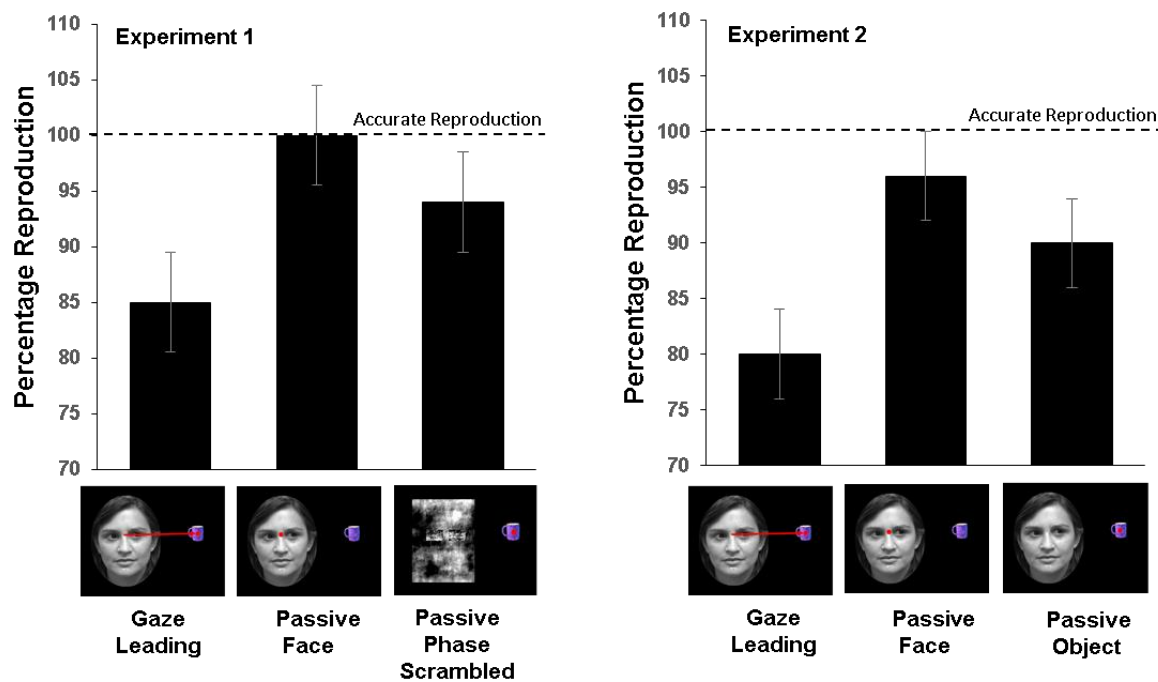 Experiment 1
Percentage Reproduction
110
105
100
95
90
85
80
75
70
Accurate Reproduction
Gaze
Leading
Passive
Face
Passive
Phase
Scrambled
Experiment 2
Percentage Reproduction
110
105
100
95
90
85
80
75
70
Accurate Reproduction
Gaze
Leading
Passive
Face
Passive
Object